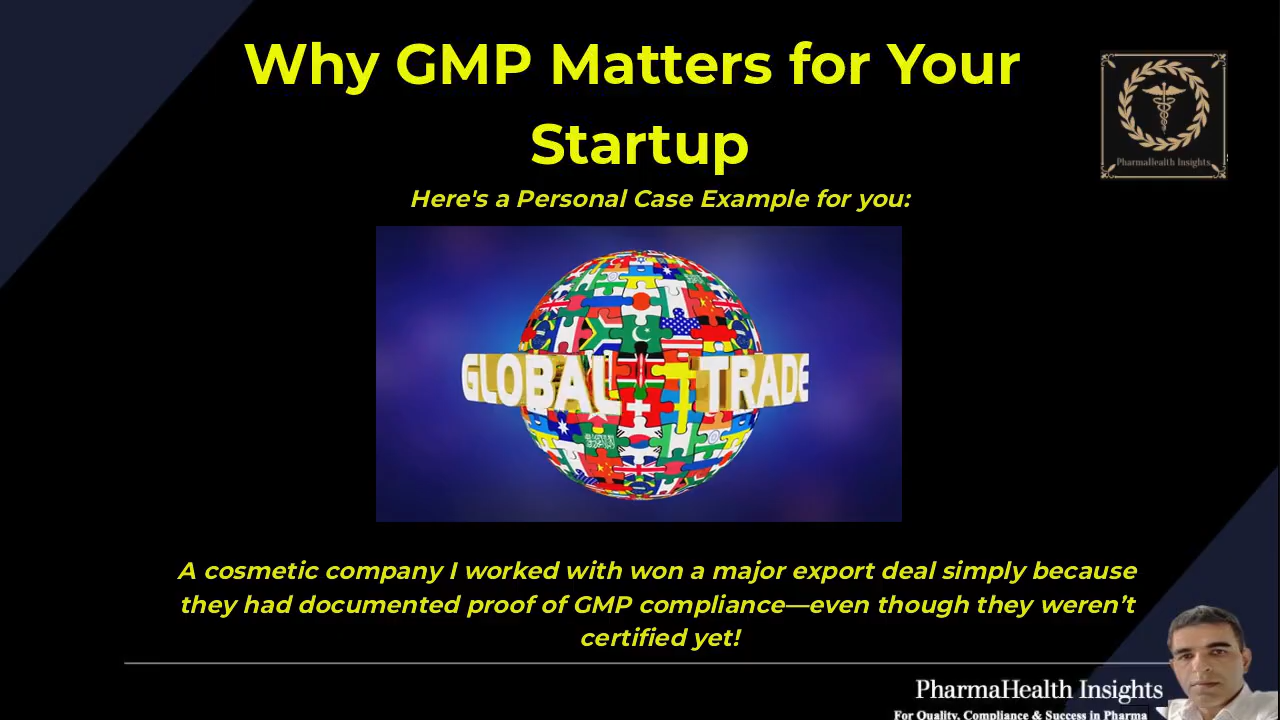 Why GMP Matters for Your
Startup
PharmaHealth Insights
Here's a Personal Case Example for you:
GLOBAL TRADE
A cosmetic company I worked with won a major export deal simply because
they had documented proof of GMP compliance—even though they weren’t
certified yet!
PharmaHealth Insights
For Quality, Compliance & Success in Pharma